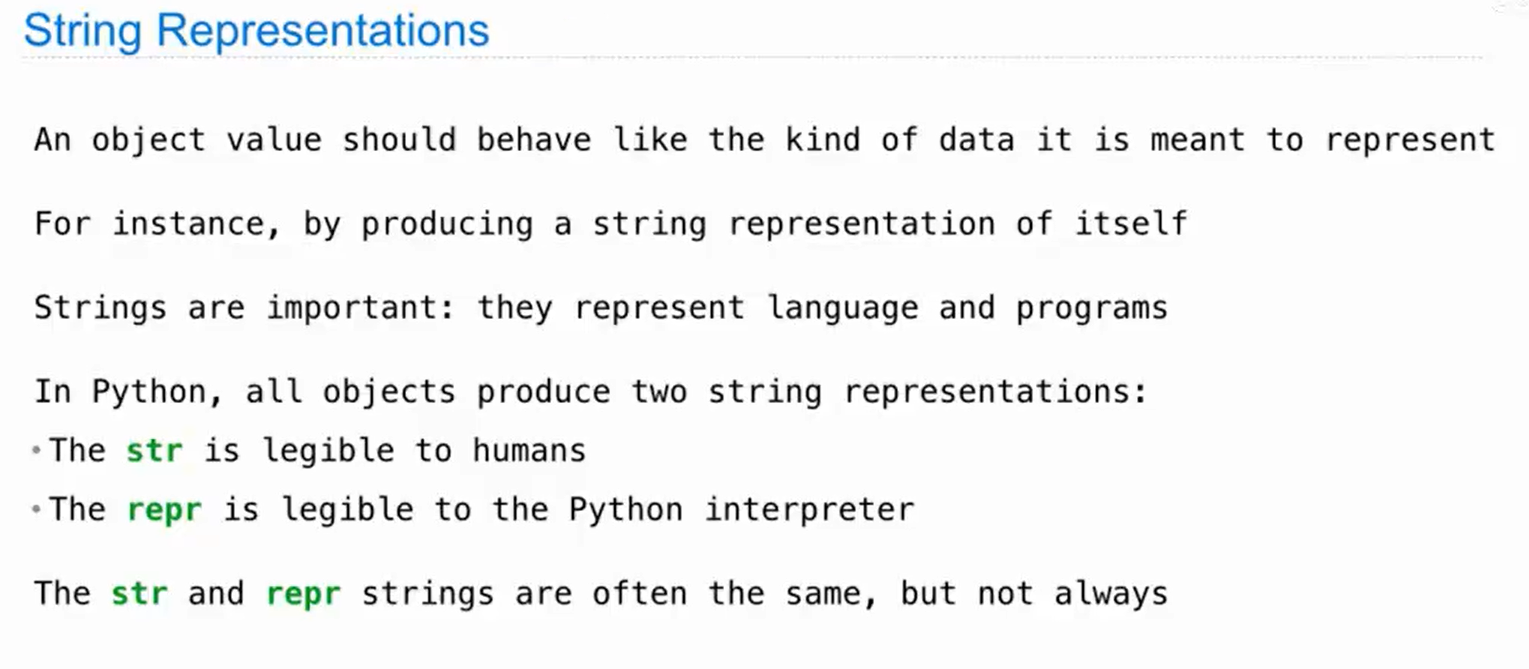 String Representations
An object value should behave like the kind of data it is meant to represent
For instance, by producing a string representation of itself
Strings are important: they represent language and programs
In Python, all objects produce two string representations:
•The str is legible to humans
•The repr is legible to the Python interpreter
The str and repr strings are often the same, but not always